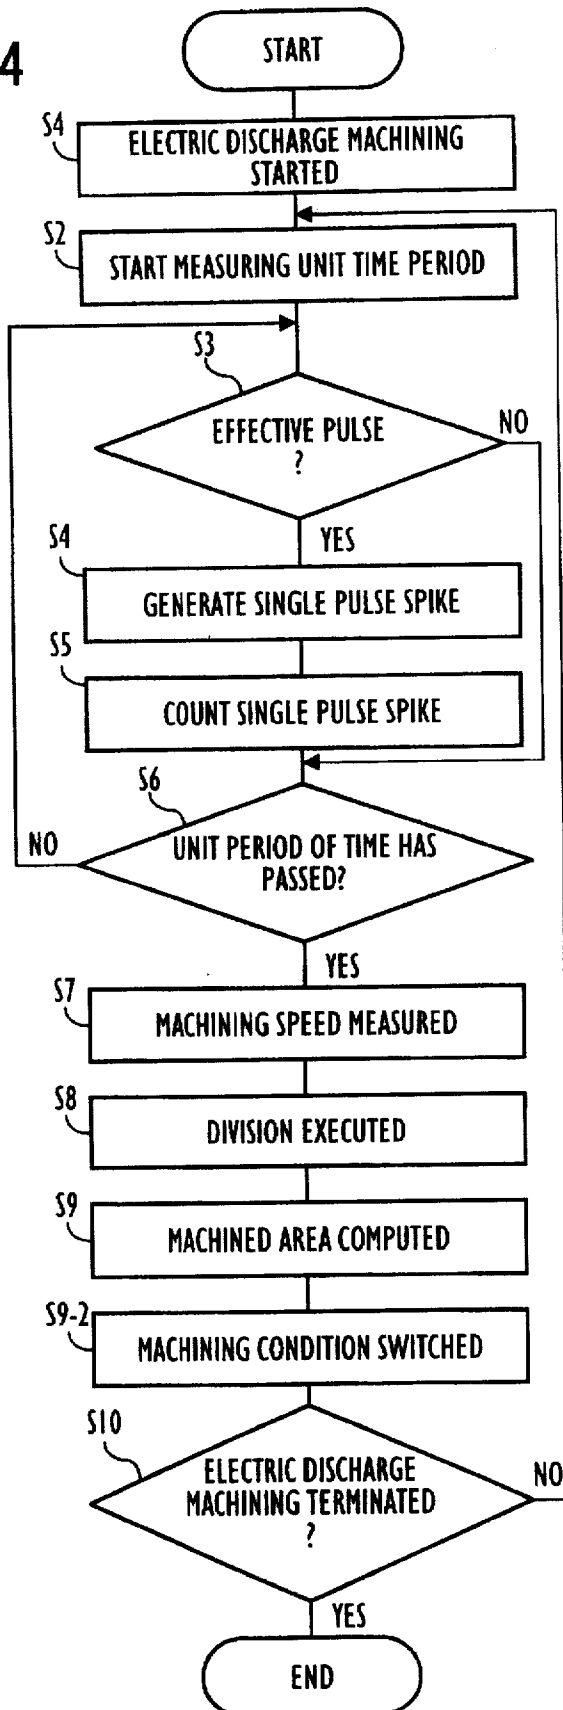 4
START
S4
ELECTRIC DISCHARGE MACHINING
STARTED
S2
START MEASURING UNIT TIME PERIOD
S3
EFFECTIVE PULSE
?
NO
YES
S4
GENERATE SINGLE PULSE SPIKE
S5
COUNT SINGLE PULSE SPIKE
S6
UNIT PERIOD OF TIME HAS
PASSED?
NO
YES
S7
MACHINING SPEED MEASURED
S8
DIVISION EXECUTED
S9
MACHINED AREA COMPUTED
S9-2
MACHINING CONDITION SWITCHED
S10
ELECTRIC DISCHARGE
MACHINING TERMINATED
?
NO
YES
END